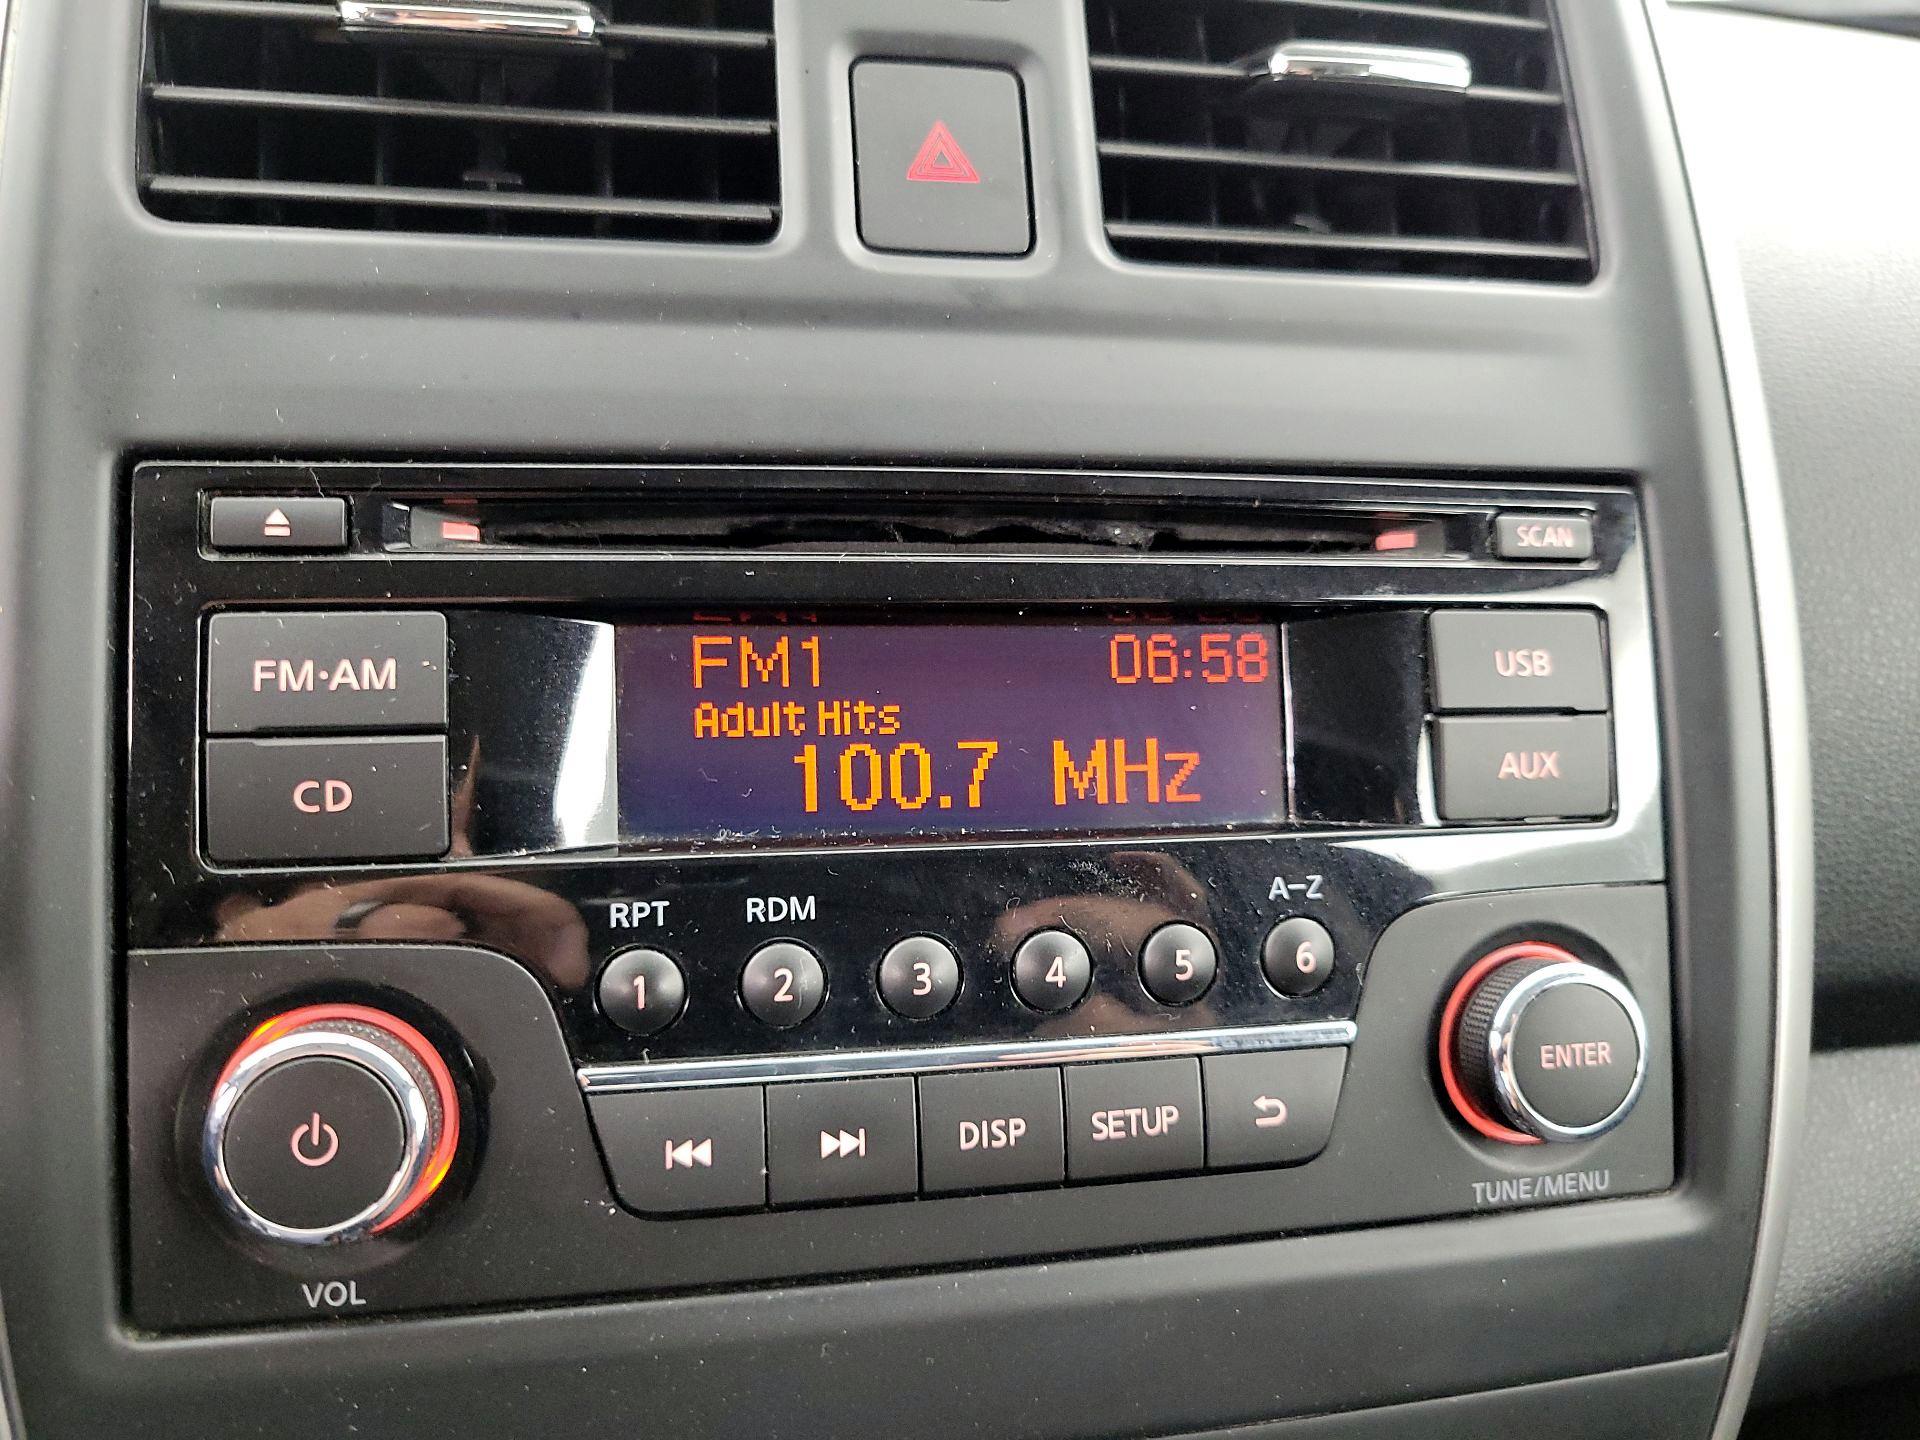 SCAN
FM·AM
FM1 06:58
USB
Adult Hits
100.7 MHz
CD
AUX
RPT RDM A-Z
1 2 3 4 5 6
ENTER
DISP SETUP
TUNE/MENU
VOL